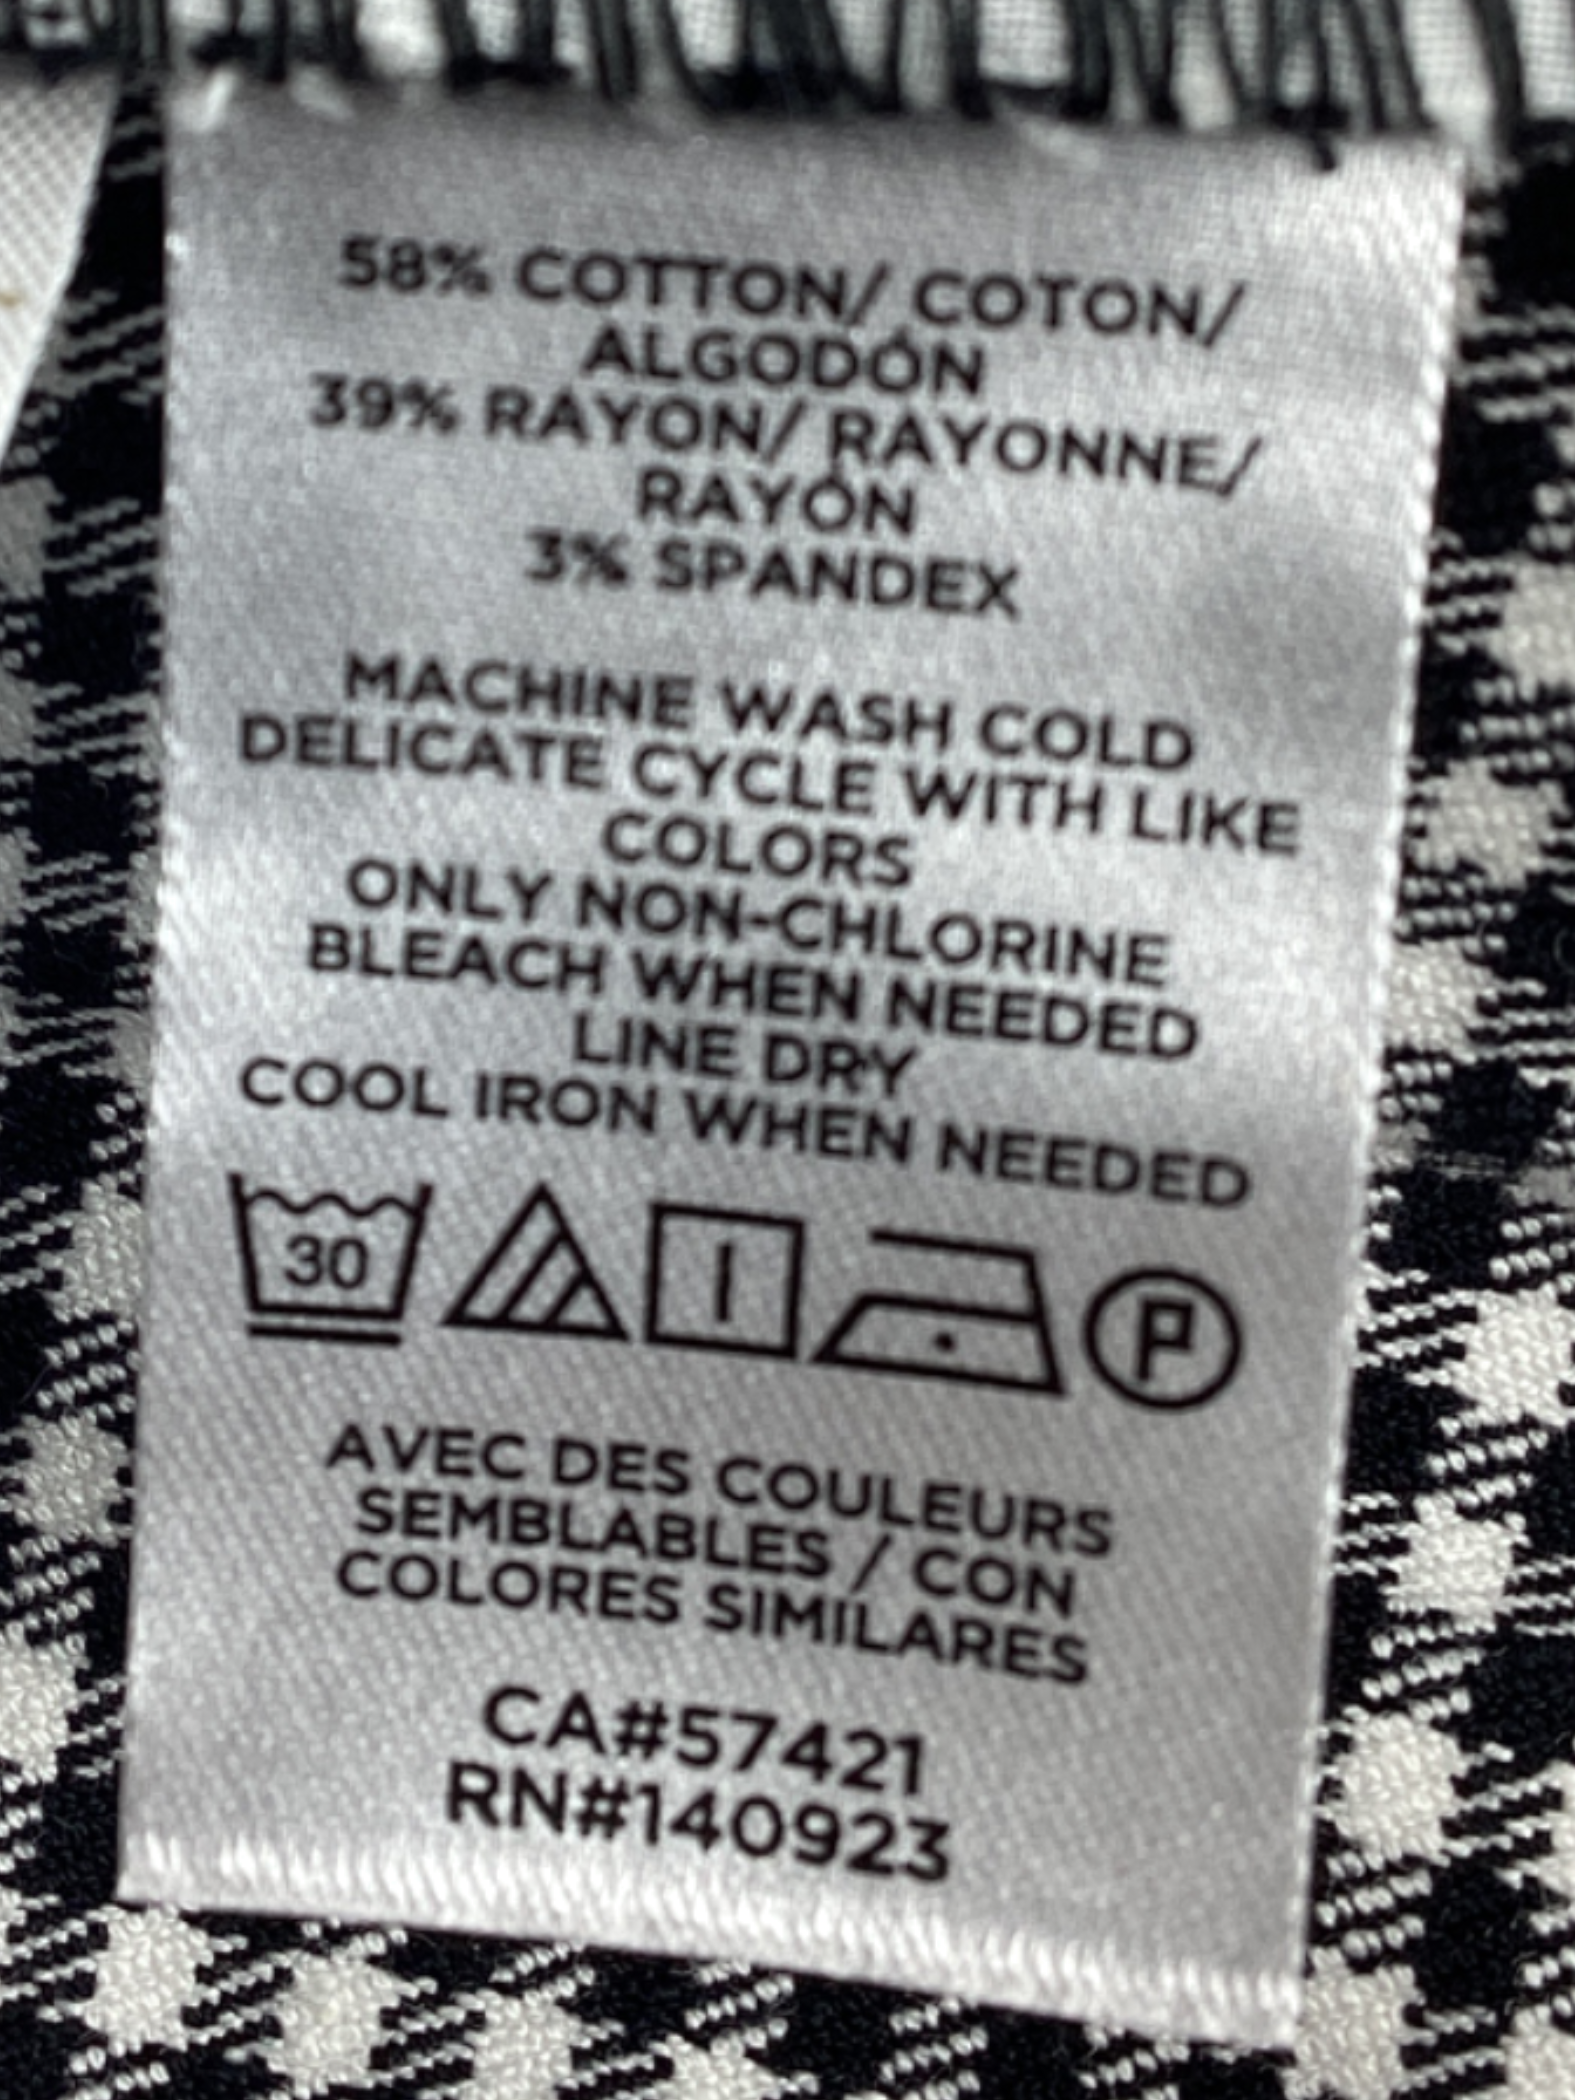 58% COTTON/ COTON/
ALGODÓN
39% RAYON/ RAYONNE/
RAYÓN
3% SPANDEX
MACHINE WASH COLD
DELICATE CYCLE WITH LIKE
COLORS
ONLY NON-CHLORINE
BLEACH WHEN NEEDED
LINE DRY
COOL IRON WHEN NEEDED
30 P
AVEC DES COULEURS
SEMBLABLES / CON
COLORES SIMILARES
CA#57421
RN#140923